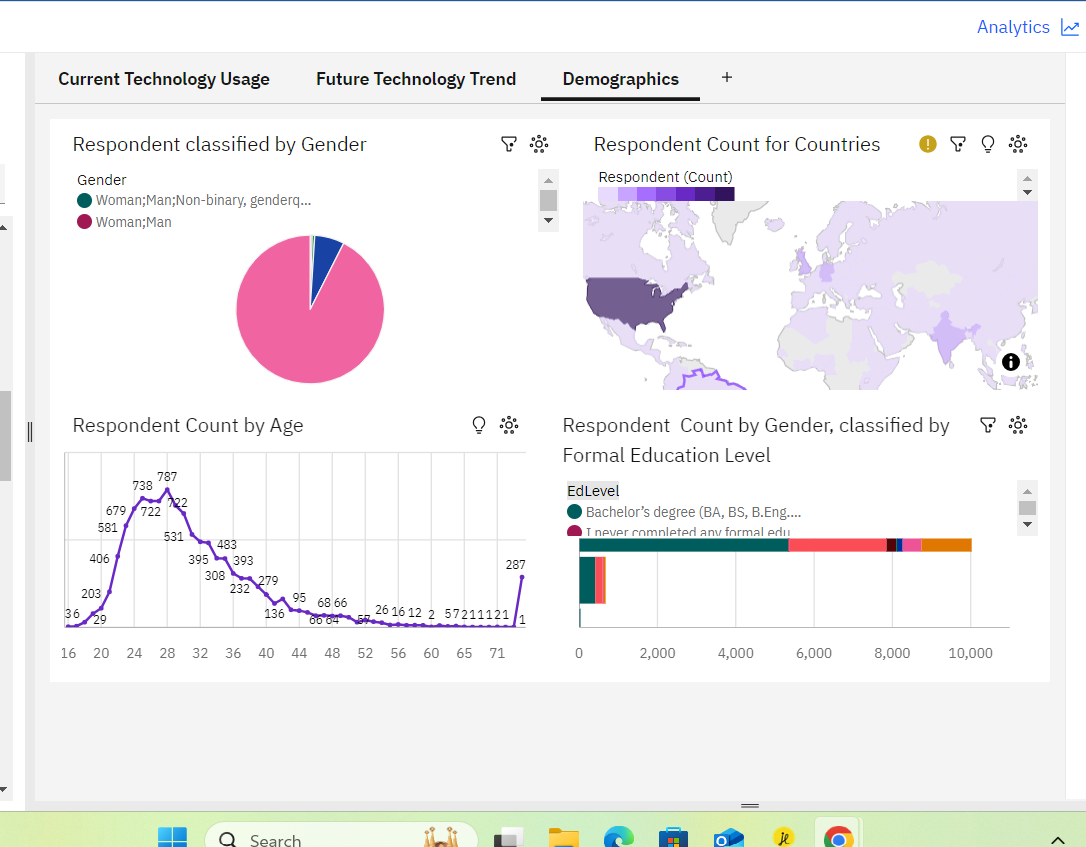 Analytics
Current Technology Usage Future Technology Trend Demographics +
Respondent classified by Gender
Gender
Woman;Man;Non-binary, genderq...
Woman;Man
Respondent Count for Countries
Respondent (Count)
Respondent Count by Age
787
738
722
679
722
581
531
483
406
395
393
308
287
279
232
203
136
95
68 66
66 64
57
36
29
26 16 12 2 5 7 2 1 1 1 1 2 1 1
16 20 24 28 32 36 40 44 48 52 56 60 65 71
Respondent Count by Gender, classified by
Formal Education Level
EdLevel
Bachelor's degree (BA, BS, B.Eng....
I never completed any formal edu
0 2,000 4,000 6,000 8,000 10,000
Search